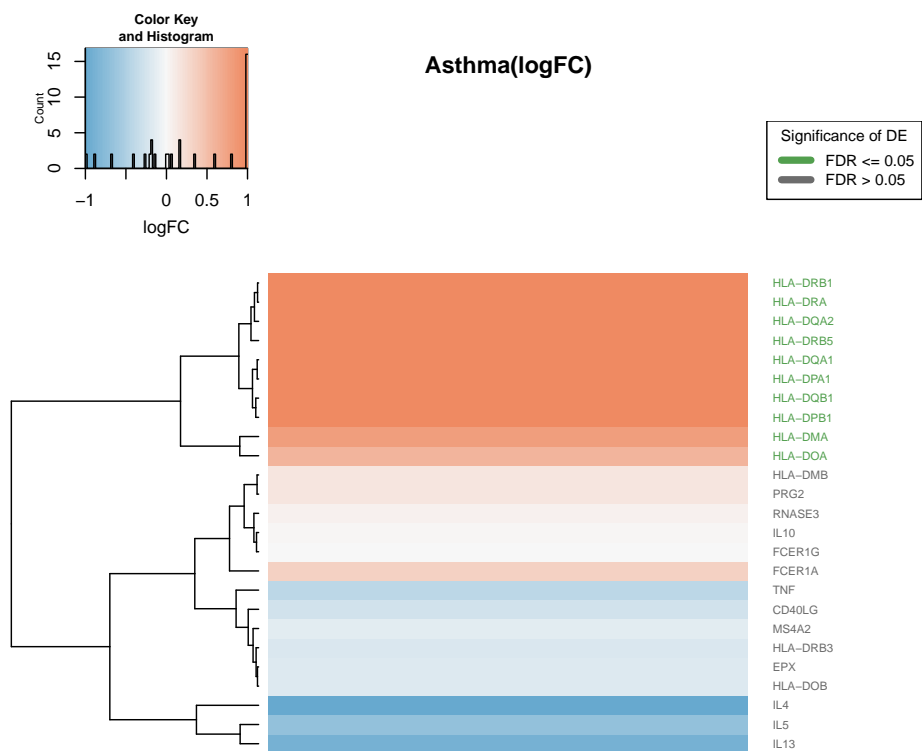 Color Key
and Histogram
Count
0
5
10
15
−1
0
0.5
1
logFC
Asthma(logFC)
Significance of DE
FDR <= 0.05
FDR > 0.05
HLA−DRB1
HLA−DRA
HLA−DQA2
HLA−DRB5
HLA−DQA1
HLA−DPA1
HLA−DQB1
HLA−DPB1
HLA−DMA
HLA−DOA
HLA−DMB
PRG2
RNASE3
IL10
FCER1G
FCER1A
TNF
CD40LG
MS4A2
HLA−DRB3
EPX
HLA−DOB
IL4
IL5
IL13